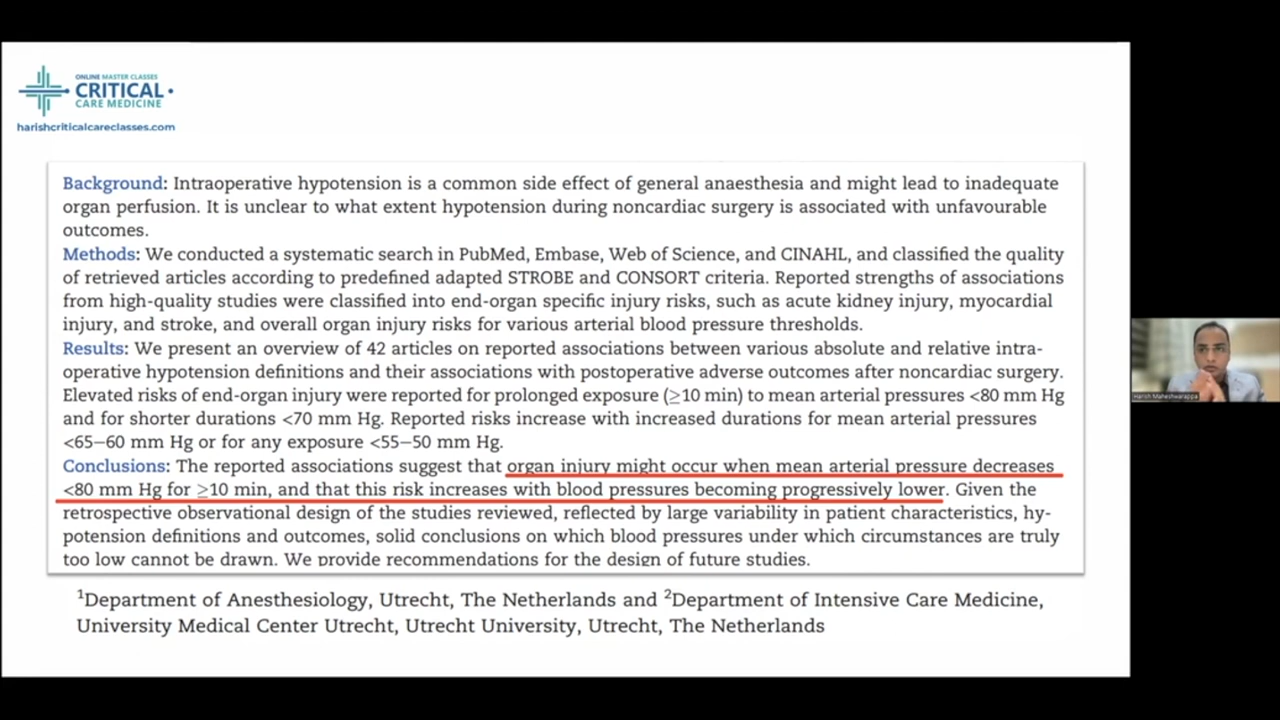 ONLINE MASTER CLASSES
CRITICAL
CARE MEDICINE
harishcriticalcareclasses.com
Background: Intraoperative hypotension is a common side effect of general anaesthesia and might lead to inadequate
organ perfusion. It is unclear to what extent hypotension during noncardiac surgery is associated with unfavourable
outcomes.
Methods: We conducted a systematic search in PubMed, Embase, Web of Science, and CINAHL, and classified the quality
of retrieved articles according to predefined adapted STROBE and CONSORT criteria. Reported strengths of associations
from high-quality studies were classified into end-organ specific injury risks, such as acute kidney injury, myocardial
injury, and stroke, and overall organ injury risks for various arterial blood pressure thresholds.
Results: We present an overview of 42 articles on reported associations between various absolute and relative intra-
operative hypotension definitions and their associations with postoperative adverse outcomes after noncardiac surgery.
Elevated risks of end-organ injury were reported for prolonged exposure (≥10 min) to mean arterial pressures <80 mm Hg
and for shorter durations <70 mm Hg. Reported risks increase with increased durations for mean arterial pressures
<65–60 mm Hg or for any exposure <55–50 mm Hg.
Conclusions: The reported associations suggest that organ injury might occur when mean arterial pressure decreases
<80 mm Hg for ≥10 min, and that this risk increases with blood pressures becoming progressively lower. Given the
retrospective observational design of the studies reviewed, reflected by large variability in patient characteristics, hy-
potension definitions and outcomes, solid conclusions on which blood pressures under which circumstances are truly
too low cannot be drawn. We provide recommendations for the design of future studies.
¹Department of Anesthesiology, Utrecht, The Netherlands and ²Department of Intensive Care Medicine,
University Medical Center Utrecht, Utrecht University, Utrecht, The Netherlands
Harish Maheshwarappa